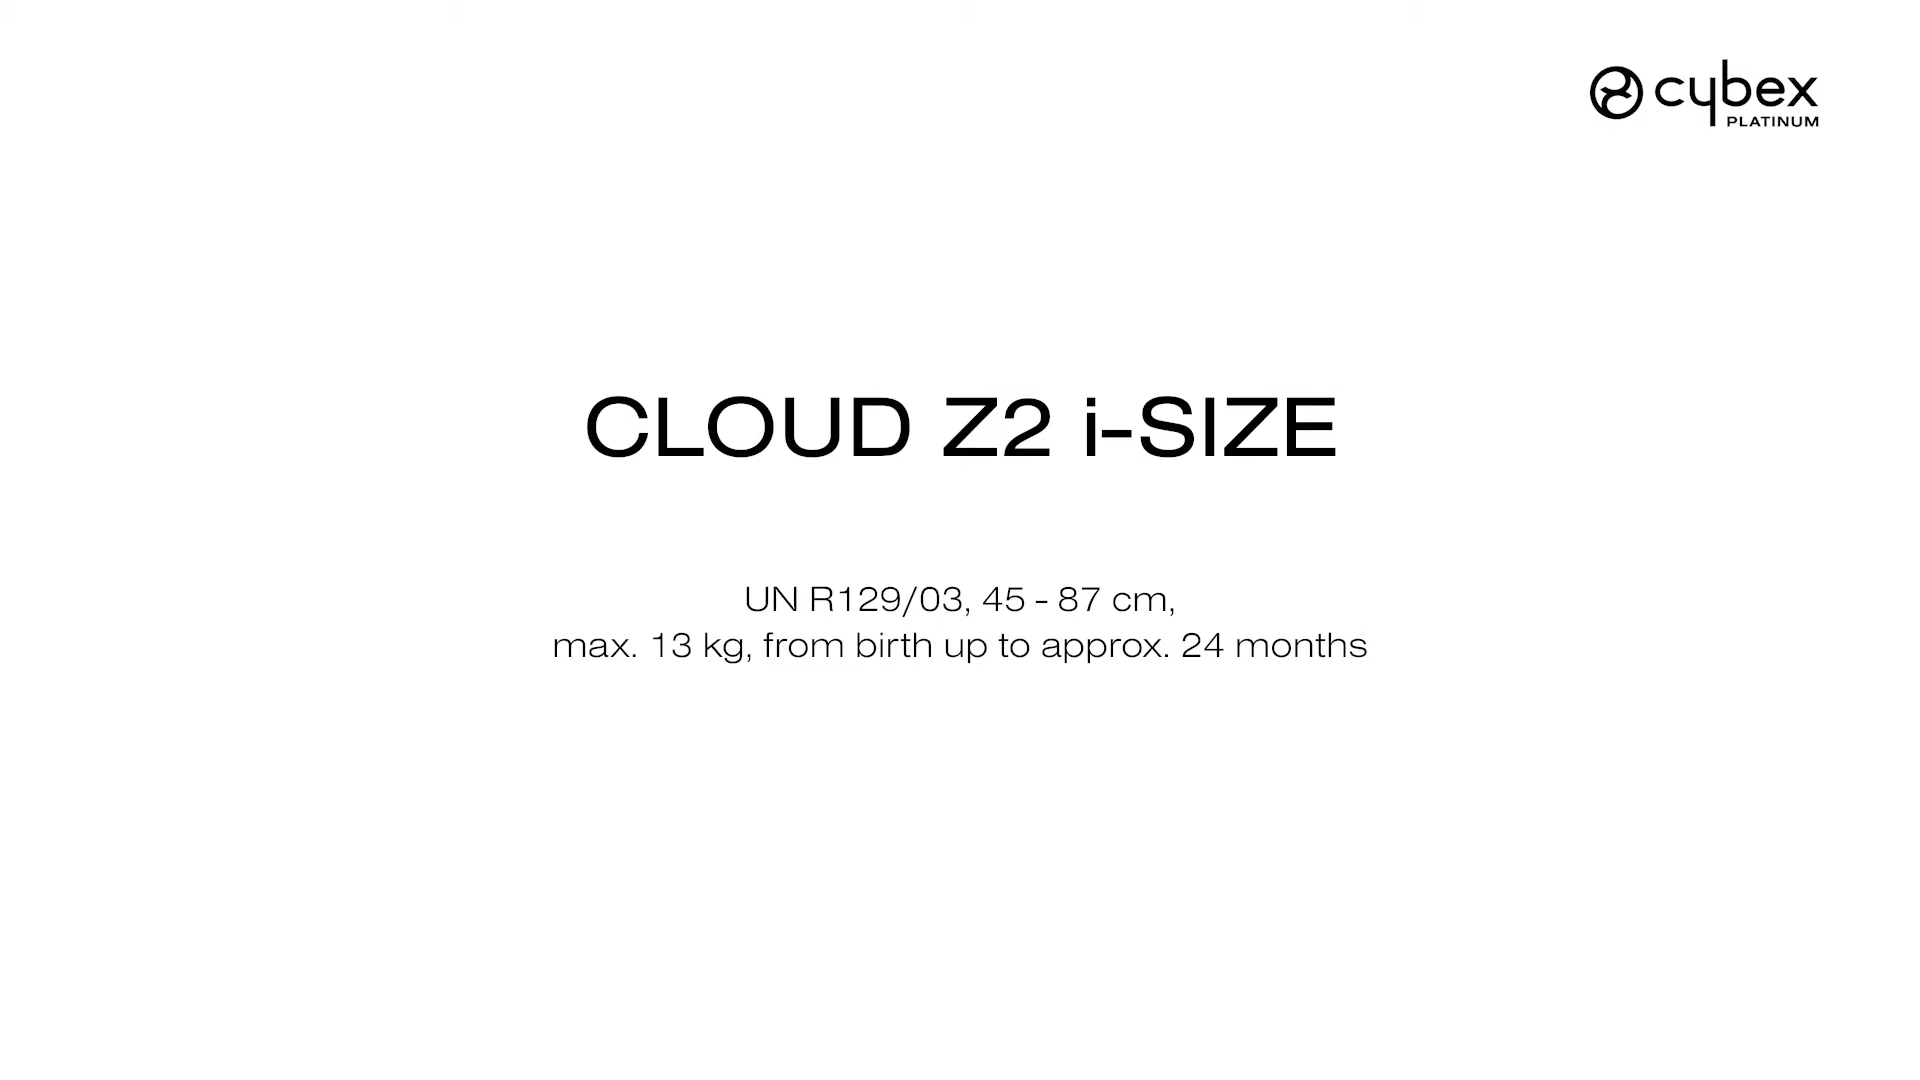 cybex
PLATINUM
CLOUD Z2 i-SIZE
UN R129/03, 45 - 87 cm,
max. 13 kg, from birth up to approx. 24 months